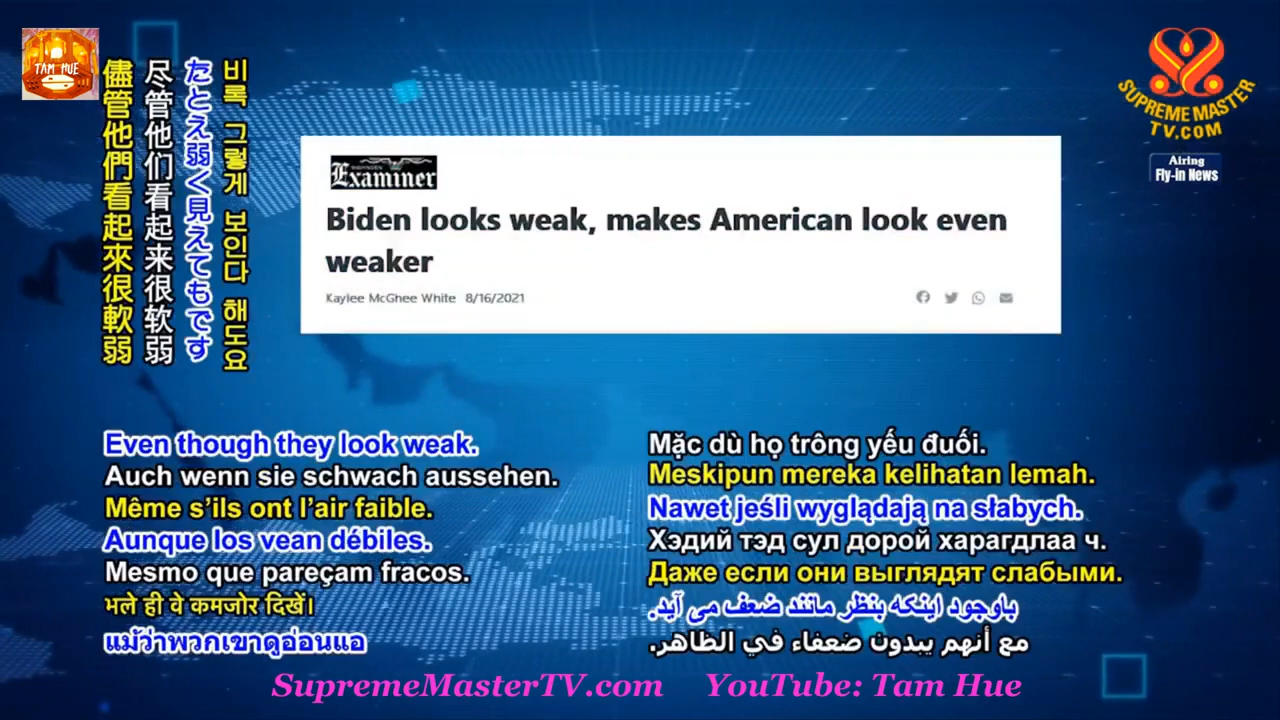 TAM HUE
儘管他們看起來很軟弱
尽管他们看起来很软弱
たとえ弱く見えてもです
비록 그렇게 보인다 해도요
SUPREME MASTER
TV.COM
Airing
Fly-in News
Examiner
Biden looks weak, makes American look even
weaker
Kaylee McGhee White 8/16/2021
Even though they look weak.
Auch wenn sie schwach aussehen.
Même s’ils ont l’air faible.
Aunque los vean débiles.
Mesmo que pareçam fracos.
भले ही वे कमजोर दिखें।
แม้ว่าพวกเขาดูอ่อนแอ
Mặc dù họ trông yếu đuối.
Meskipun mereka kelihatan lemah.
Nawet jeśli wyglądają na słabych.
Хэдий тэд сул дорой харагдлаа ч.
Даже если они выглядят слабыми.
باوجود اینکه بنظر مانند ضعف می آید.
مع أنهم يبدون ضعفاء في الظاهر.
SupremeMasterTV.com YouTube: Tam Hue